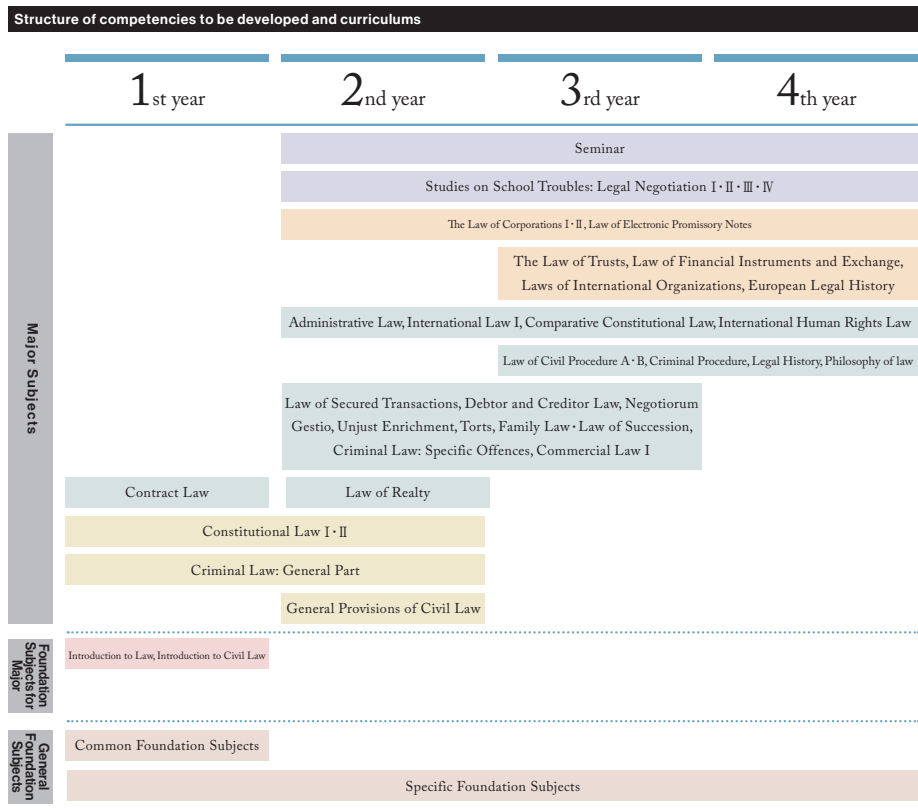 Structure of competencies to be developed and curriculums
1st year
2nd year
3rd year
4th year
Major Subjects
Seminar
Studies on School Troubles: Legal Negotiation Ⅰ・Ⅱ・Ⅲ・Ⅳ
The Law of Corporations Ⅰ・Ⅱ, Law of Electronic Promissory Notes
The Law of Trusts, Law of Financial Instruments and Exchange,
Laws of International Organizations, European Legal History
Administrative Law, International Law I, Comparative Constitutional Law, International Human Rights Law
Law of Civil Procedure A・B, Criminal Procedure, Legal History, Philosophy of law
Law of Secured Transactions, Debtor and Creditor Law, Negotiorum
Gestio, Unjust Enrichment, Torts, Family Law・Law of Succession,
Criminal Law: Specific Offences, Commercial Law I
Contract Law
Law of Realty
Constitutional Law Ⅰ・Ⅱ
Criminal Law: General Part
General Provisions of Civil Law
Foundation
Subjects for
Major
Introduction to Law, Introduction to Civil Law
General
Foundation
Subjects
Common Foundation Subjects
Specific Foundation Subjects